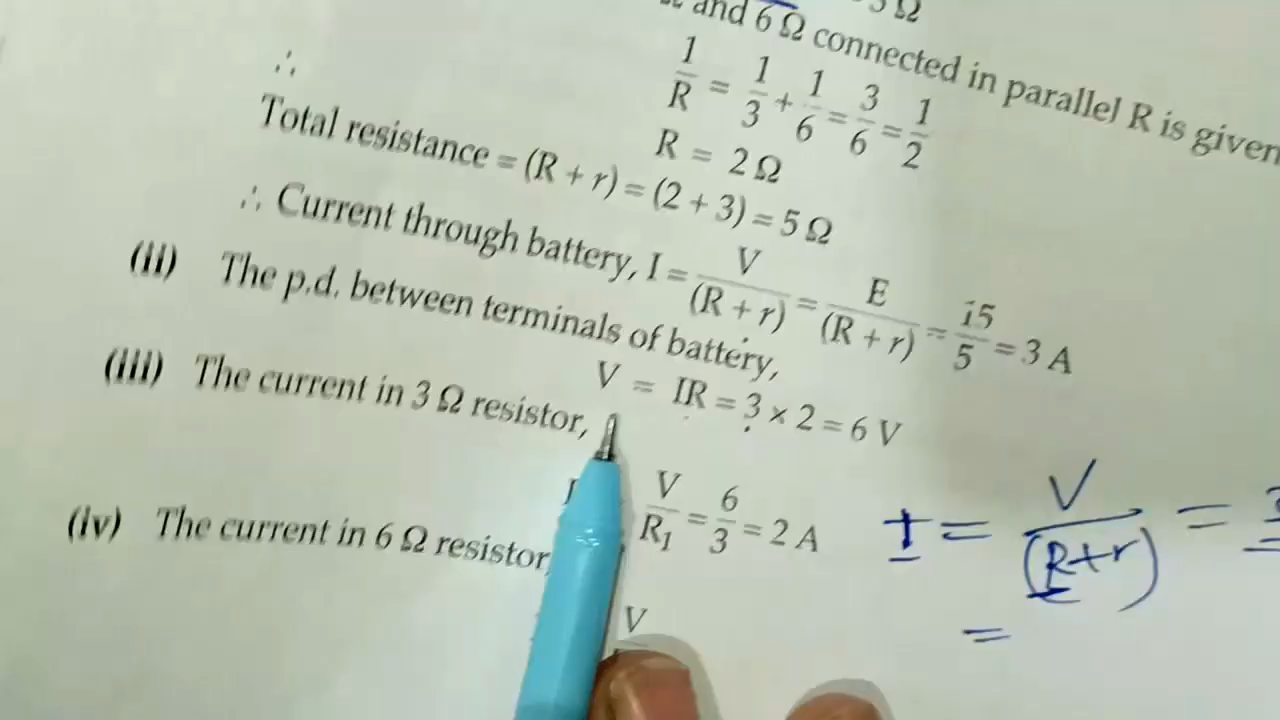 3 Ω
and 6 Ω connected in parallel R is given
∴ 1/R = 1/3 + 1/6 = 3/6 = 1/2
R = 2 Ω
Total resistance = (R + r) = (2 + 3) = 5 Ω
∴ Current through battery, I = V/(R + r) = E/(R + r) = i5/5 = 3 A
(ii) The p.d. between terminals of battery,
V = IR = 3 × 2 = 6 V
(iii) The current in 3 Ω resistor,
V/R₁ = 6/3 = 2 A
(iv) The current in 6 Ω resistor,
V
I = V/(R+r) =
=